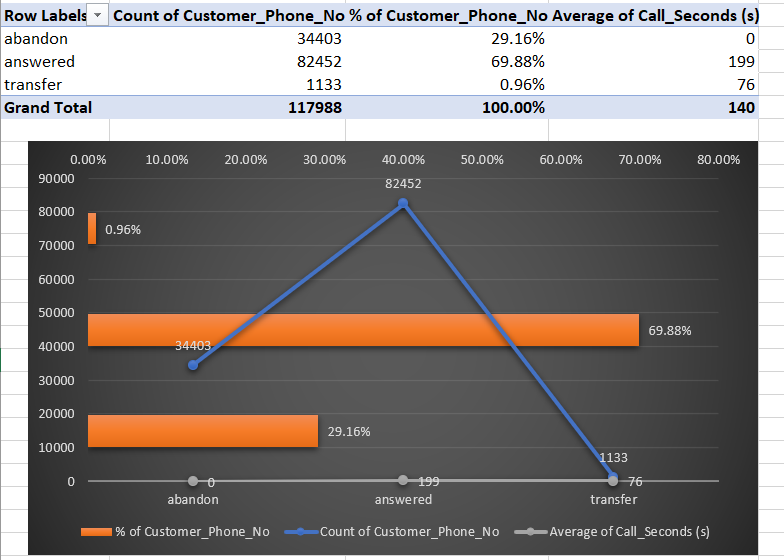 Row Labels Count of Customer_Phone_No % of Customer_Phone_No Average of Call_Seconds (s)
abandon 34403 29.16% 0
answered 82452 69.88% 199
transfer 1133 0.96% 76
Grand Total 117988 100.00% 140
0.00% 10.00% 20.00% 30.00% 40.00% 50.00% 60.00% 70.00% 80.00%
90000
82452
80000
0.96%
70000
60000
50000
69.88%
40000
34403
30000
20000
29.16%
10000
1133
0
0 199 76
abandon answered transfer
% of Customer_Phone_No Count of Customer_Phone_No Average of Call_Seconds (s)